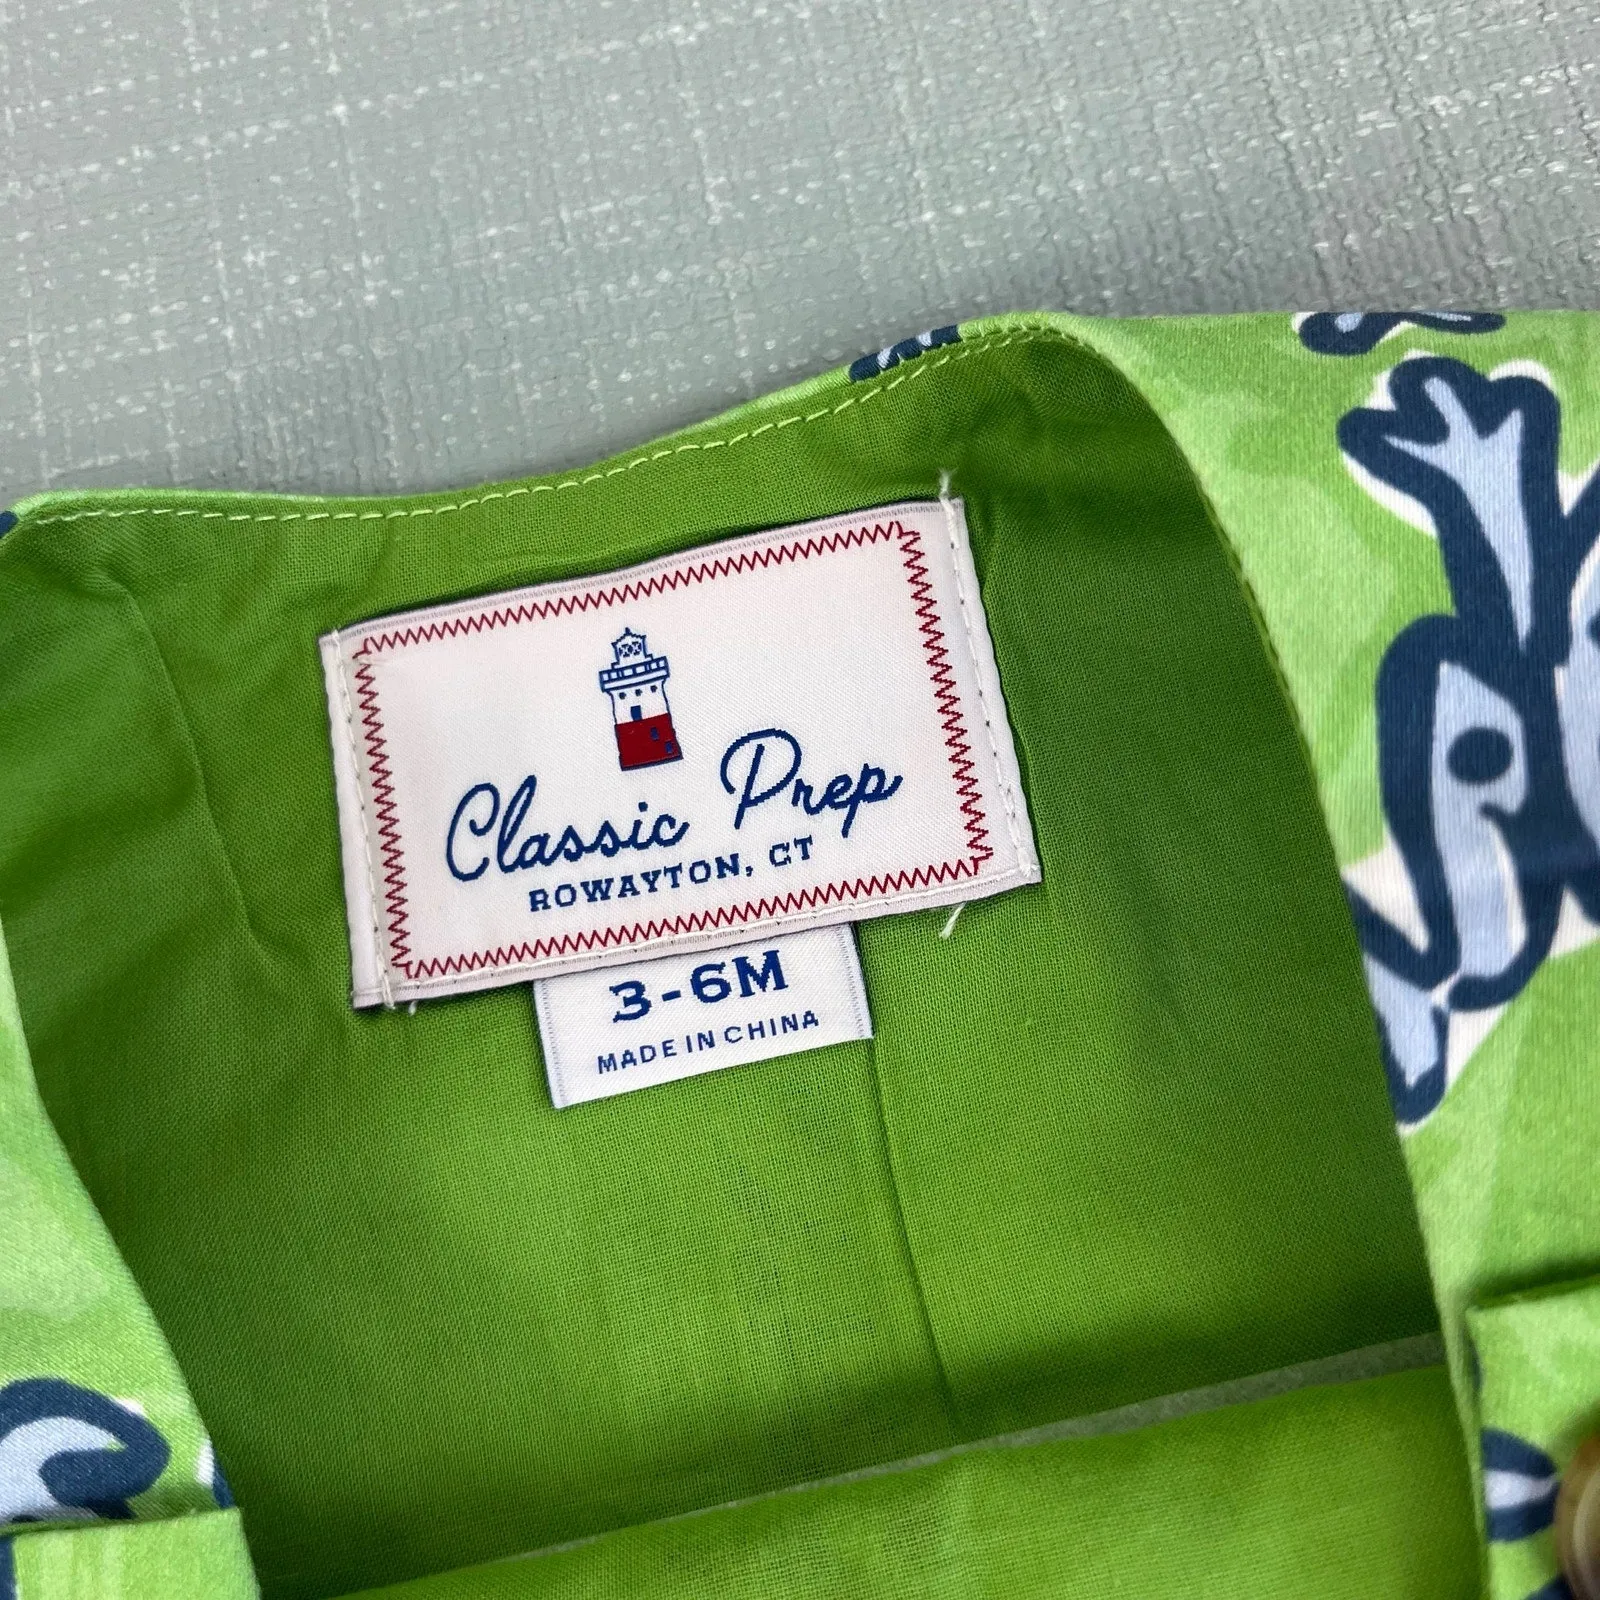 Classic Prep
ROWAYTON, CT
3-6M
MADE IN CHINA